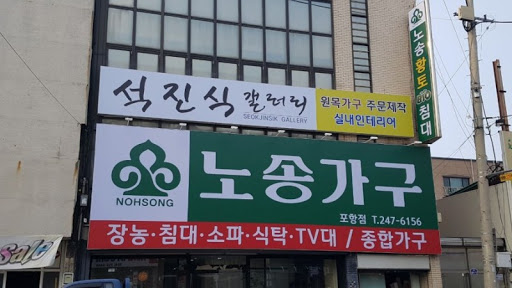 석진식 갤러리
SEOKJINSIK GALLERY
원목가구 주문제작
실내인테리어
노송황토 침대
NOHSONG
노송가구
포항점 T.247-6156
장농·침대·소파·식탁·TV대 / 종합가구
Sale